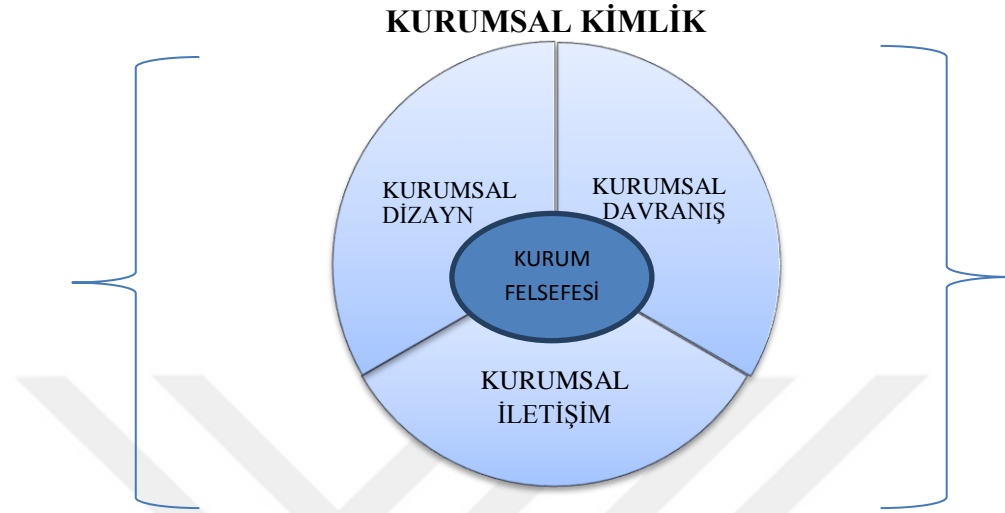 KURUMSAL KİMLİK
KURUMSAL
DİZAYN
KURUMSAL
DAVRANIŞ
KURUM
FELSEFESİ
KURUMSAL
İLETİŞİM